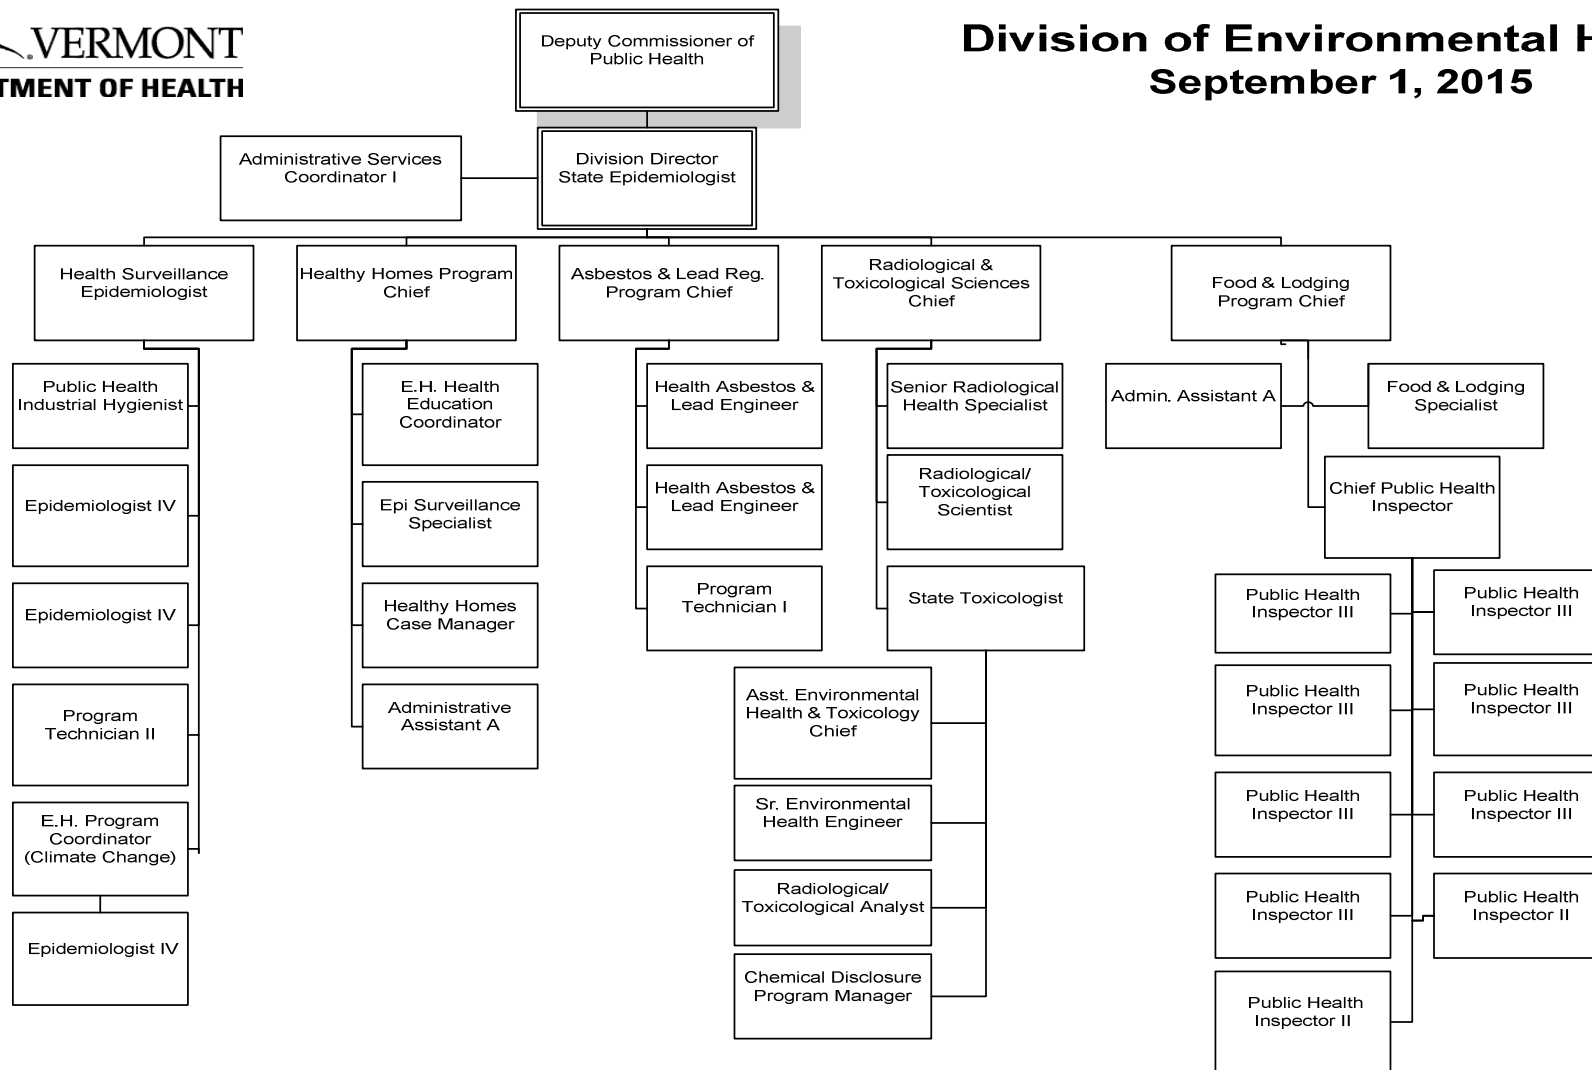 VERMONT
TMENT OF HEALTH
Division of Environmental H
September 1, 2015
Deputy Commissioner of
Public Health
Administrative Services
Coordinator I
Division Director
State Epidemiologist
Health Surveillance
Epidemiologist
Healthy Homes Program
Chief
Asbestos & Lead Reg.
Program Chief
Radiological &
Toxicological Sciences
Chief
Food & Lodging
Program Chief
Public Health
Industrial Hygienist
Epidemiologist IV
Epidemiologist IV
Program
Technician II
E.H. Program
Coordinator
(Climate Change)
Epidemiologist IV
E.H. Health
Education
Coordinator
Epi Surveillance
Specialist
Healthy Homes
Case Manager
Administrative
Assistant A
Health Asbestos &
Lead Engineer
Health Asbestos &
Lead Engineer
Program
Technician I
Senior Radiological
Health Specialist
Radiological/
Toxicological
Scientist
State Toxicologist
Asst. Environmental
Health & Toxicology
Chief
Sr. Environmental
Health Engineer
Radiological/
Toxicological Analyst
Chemical Disclosure
Program Manager
Admin. Assistant A
Food & Lodging
Specialist
Chief Public Health
Inspector
Public Health
Inspector III
Public Health
Inspector III
Public Health
Inspector III
Public Health
Inspector III
Public Health
Inspector III
Public Health
Inspector III
Public Health
Inspector III
Public Health
Inspector II
Public Health
Inspector II